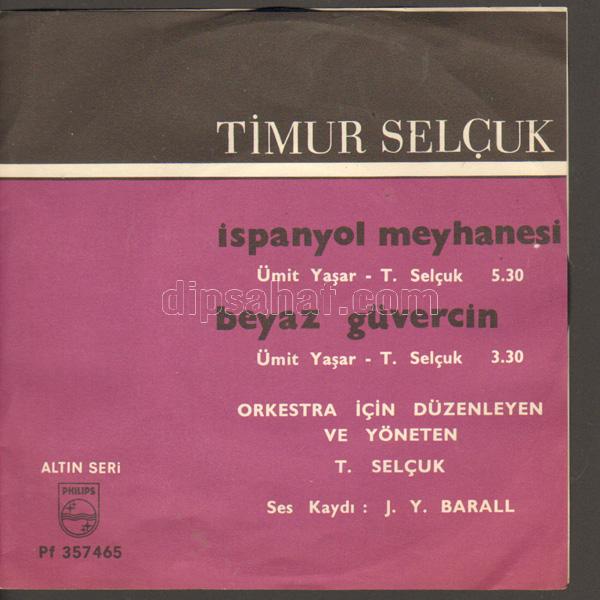 TİMUR SELÇUK
ispanyol meyhanesi
Ümit Yaşar - T. Selçuk 5.30
dipsahaf.com
beyaz güvercin
Ümit Yaşar - T. Selçuk 3.30
ORKESTRA İÇİN DÜZENLEYEN
VE YÖNETEN
T. SELÇUK
Ses Kaydı : J. Y. BARALL
ALTIN SERİ
PHILIPS
Pf 357465